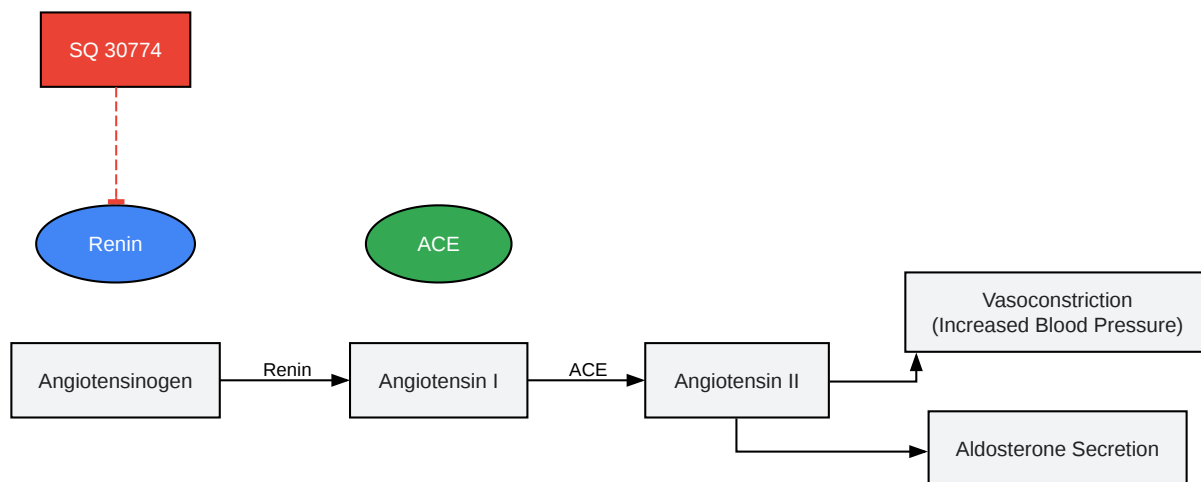 SQ 30774
Renin
ACE
Vasoconstriction
(Increased Blood Pressure)
Angiotensinogen
Renin
Angiotensin I
ACE
Angiotensin II
Aldosterone Secretion